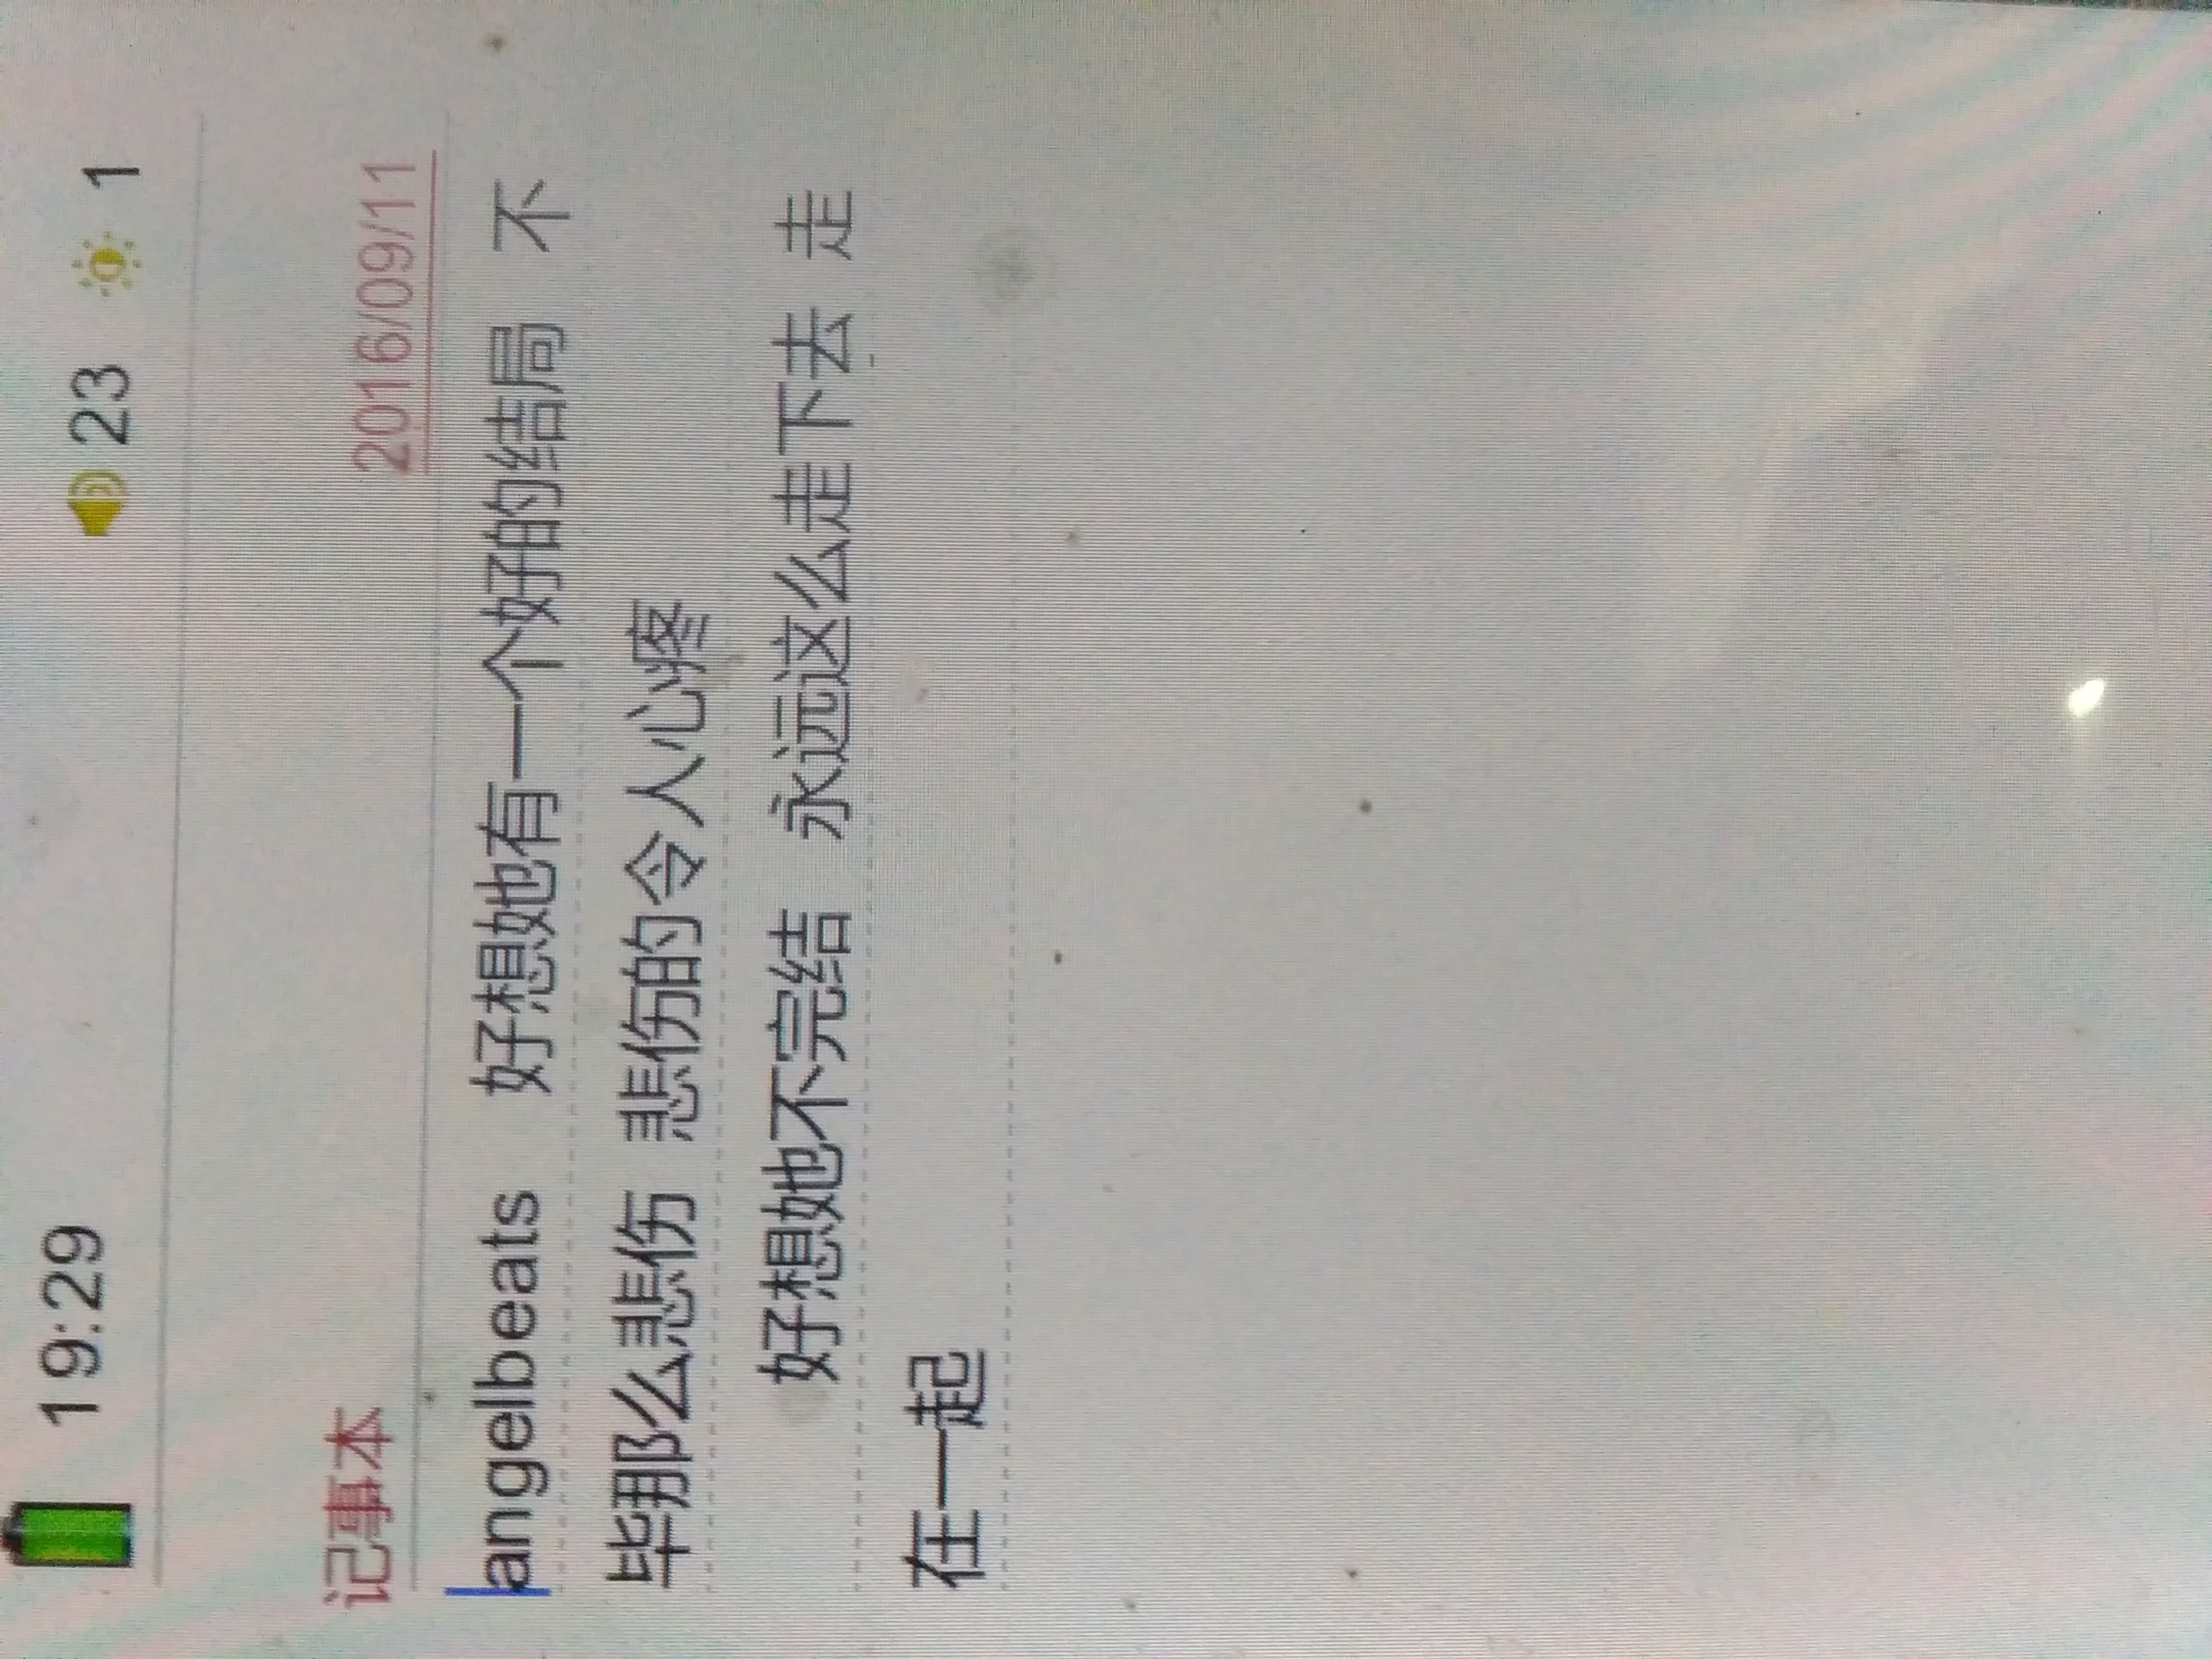 19:29 23 1
记事本 2016/09/11
angelbeats 好想她有一个好的结局 不
毕那么悲伤 悲伤的令人心疼
好想她不完结 永远这么走下去 走
在一起